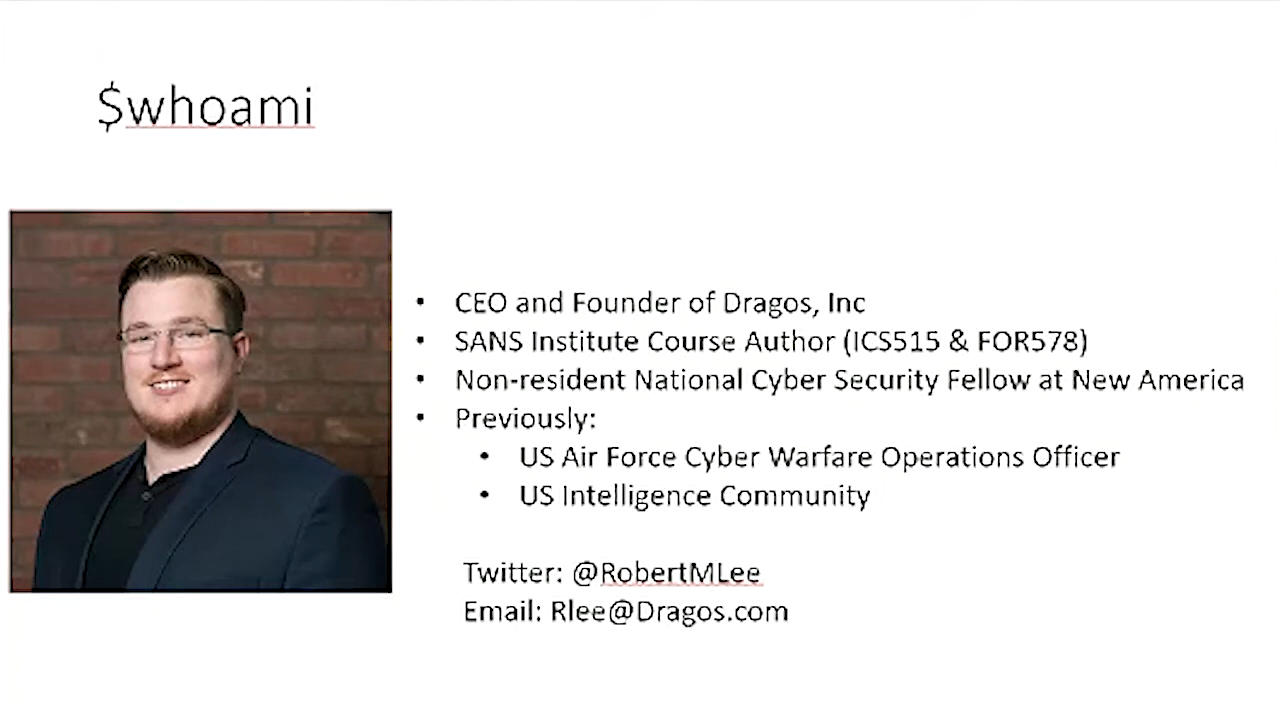 $whoami
• CEO and Founder of Dragos, Inc
• SANS Institute Course Author (ICS515 & FOR578)
• Non-resident National Cyber Security Fellow at New America
• Previously:
• US Air Force Cyber Warfare Operations Officer
• US Intelligence Community
Twitter: @RobertMLee
Email: Rlee@Dragos.com